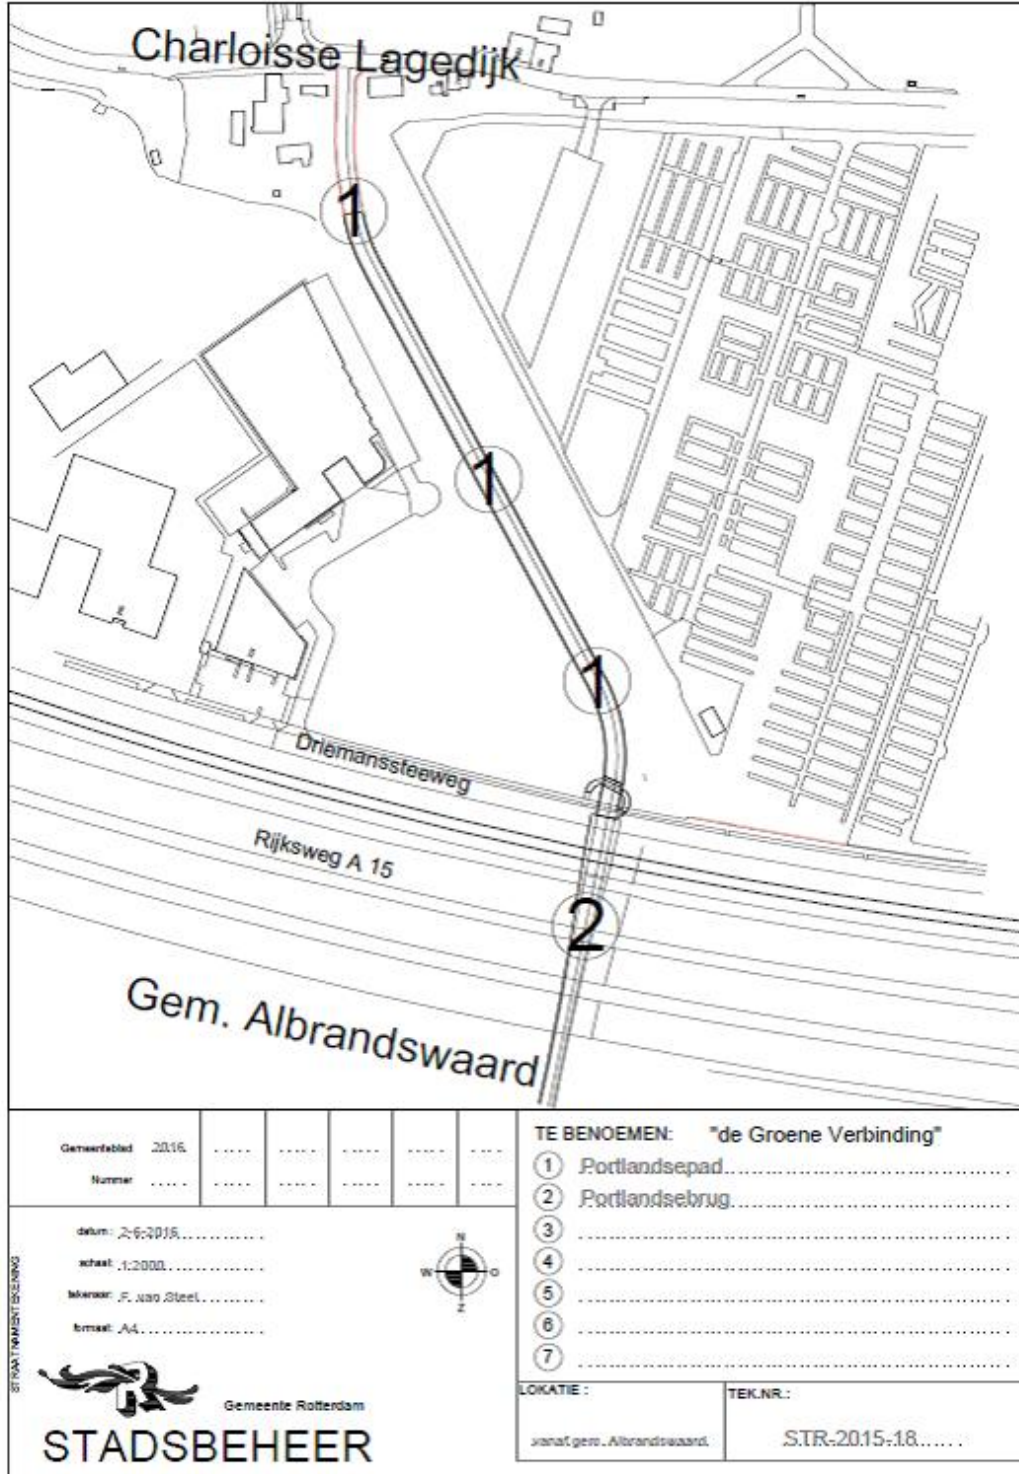 Charloisse Lagedijk
1
1
1
Driemanssteeweg
Rijksweg A 15
2
Gem. Albrandswaard
Gemeenteblad 2016
Nummer
datum: 2-6-2016
schaal: 1:2000
tekenaar: F. van Steel
formaat: A4
STRAATNAMENTEKENING
N
W O
Z
R
Gemeente Rotterdam
STADSBEHEER
TE BENOEMEN: "de Groene Verbinding"
1 Portlandsepad
2 Portlandsebrug
3
4
5
6
7
LOKATIE :
vanaf gem. Albrandswaard.
TEK.NR.:
STR-2015-18